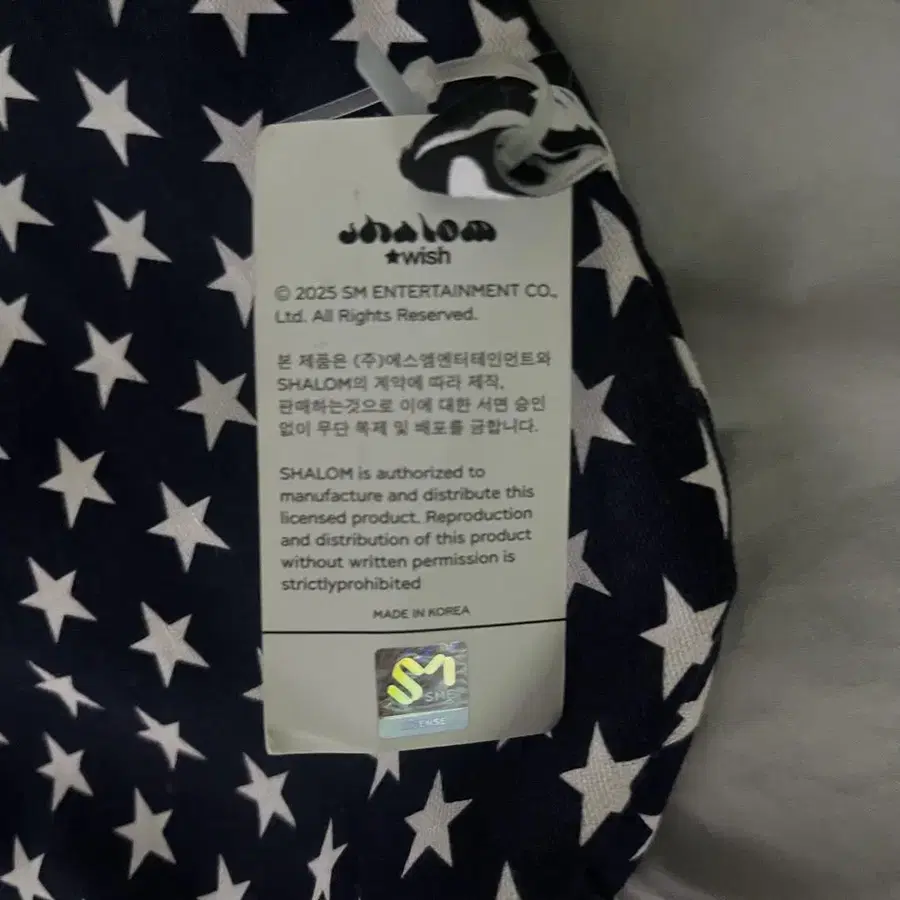 shalom
★wish
© 2025 SM ENTERTAINMENT CO.,
Ltd. All Rights Reserved.
본 제품은 (주)에스엠엔터테인먼트와
SHALOM의 계약에 따라 제작,
판매하는것으로 이에 대한 서면 승인
없이 무단 복제 및 배포를 금합니다.
SHALOM is authorized to
manufacture and distribute this
licensed product. Reproduction
and distribution of this product
without written permission is
strictlyprohibited
MADE IN KOREA
SM
SME